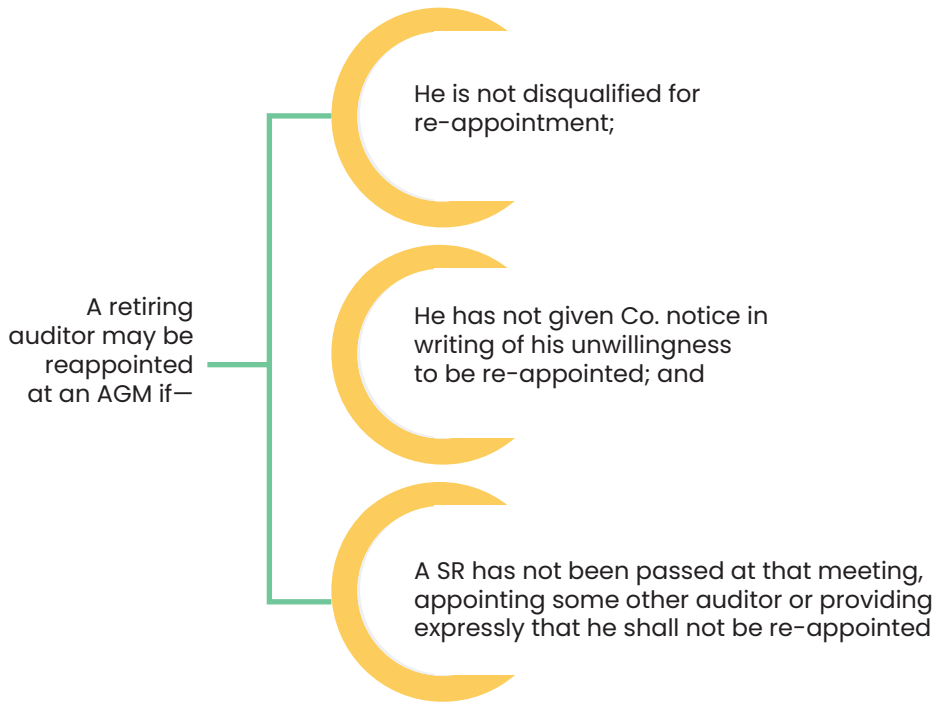 A retiring
auditor may be
reappointed
at an AGM if—
He is not disqualified for
re-appointment;
He has not given Co. notice in
writing of his unwillingness
to be re-appointed; and
A SR has not been passed at that meeting,
appointing some other auditor or providing
expressly that he shall not be re-appointed